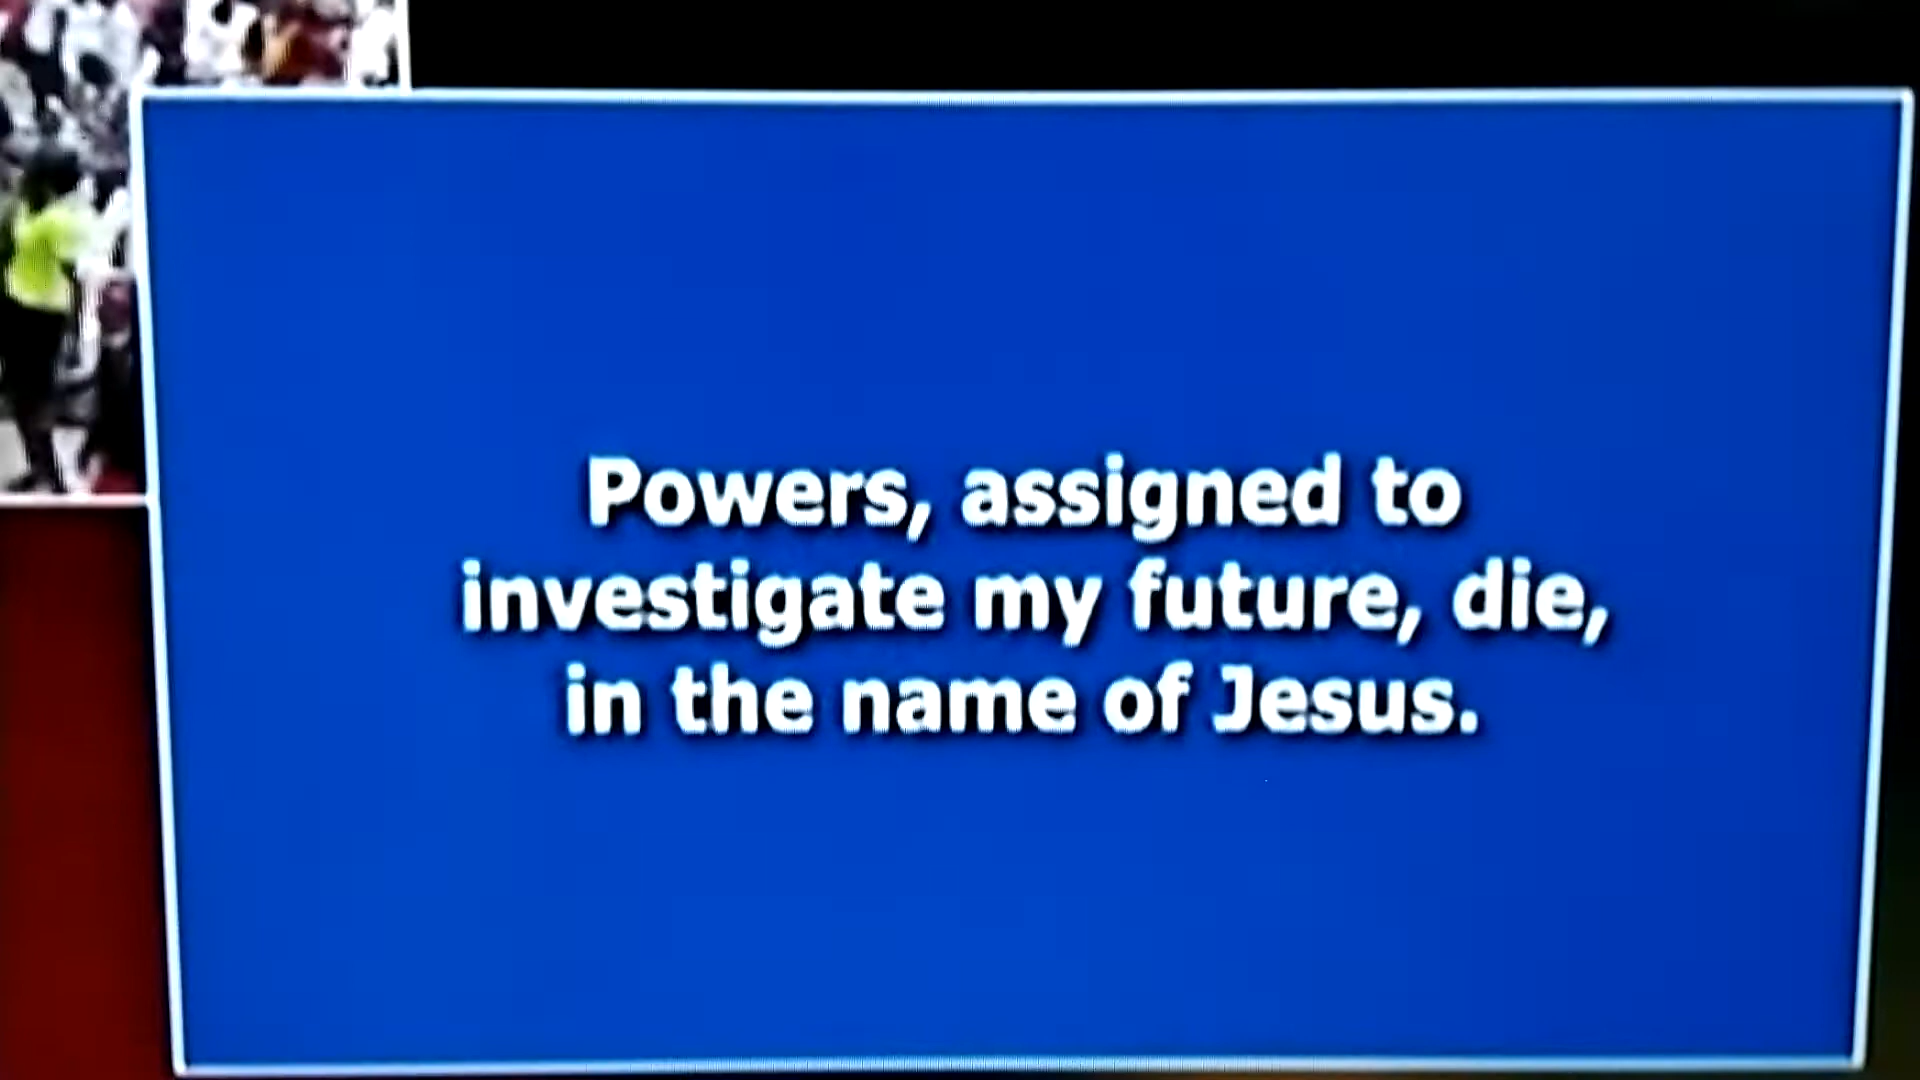 Powers, assigned to
investigate my future, die,
in the name of Jesus.